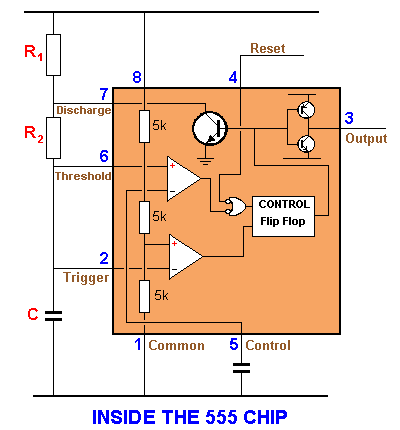 R1
8
4
Reset
7
Discharge
5k
3
Output
R2
6
Threshold
+
−
CONTROL
Flip Flop
5k
2
Trigger
+
−
5k
C
1
Common
5
Control
INSIDE THE 555 CHIP